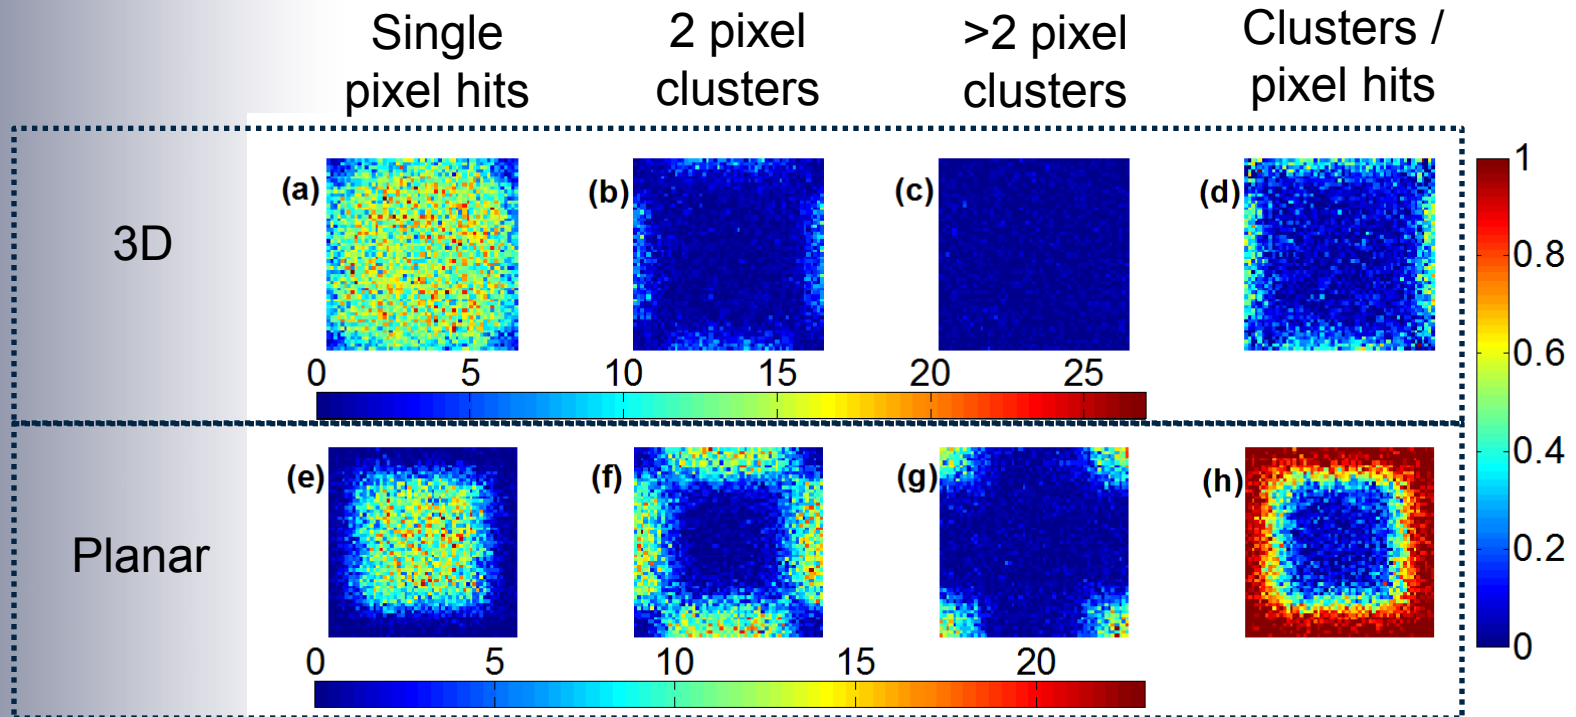 Single
pixel hits
2 pixel
clusters
>2 pixel
clusters
Clusters /
pixel hits
3D
(a)
(b)
(c)
(d)
1
0.8
0.6
0.4
0.2
0
0 5 10 15 20 25
Planar
(e)
(f)
(g)
(h)
0 5 10 15 20